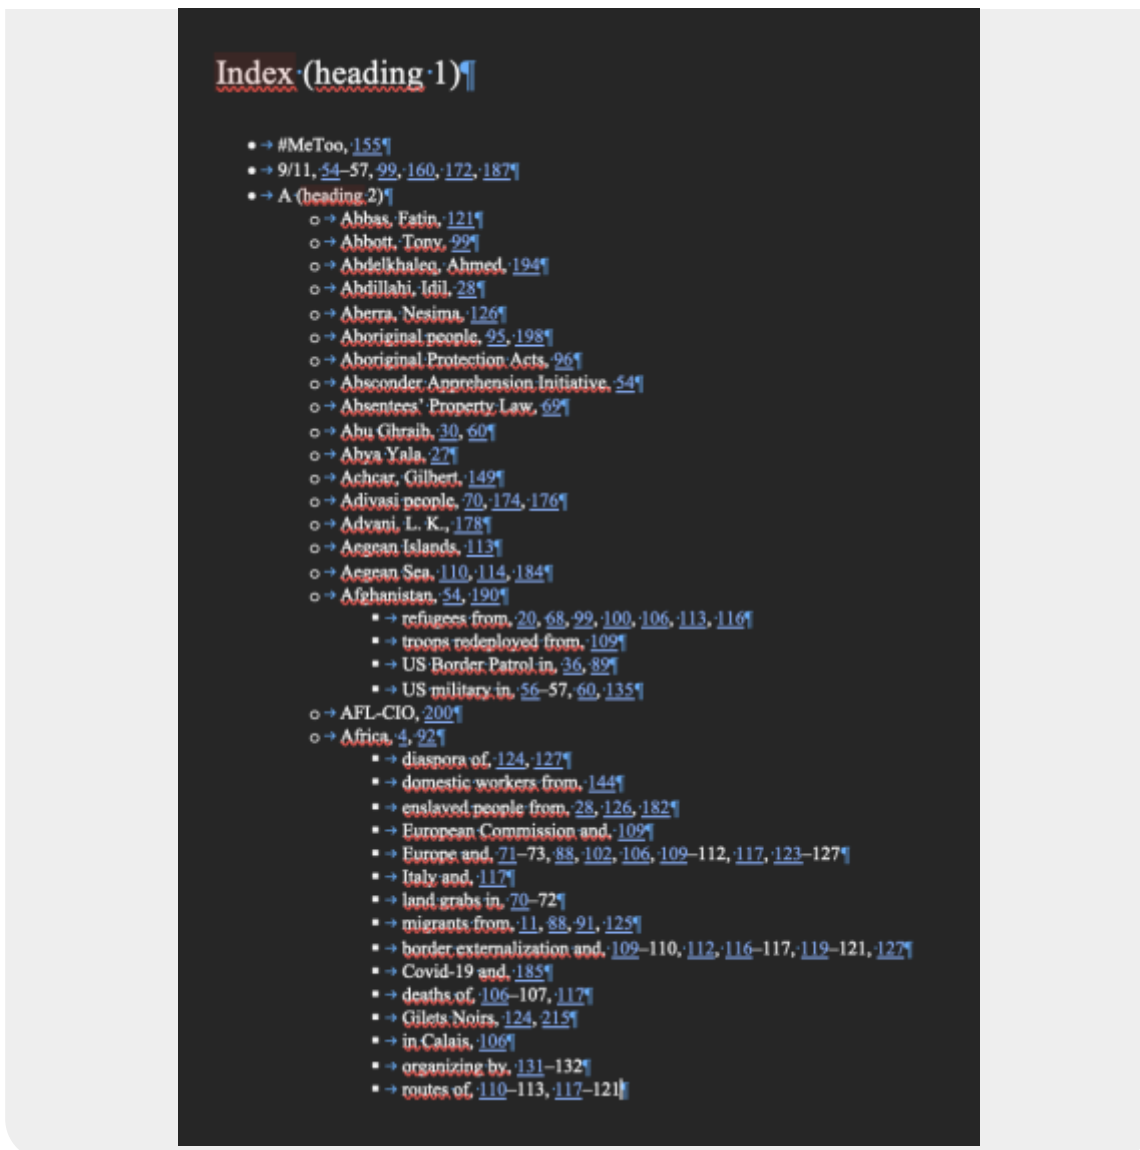 Index (heading 1)
#MeToo, 155
9/11, 54–57, 99, 160, 172, 187
A (heading 2)
Abbas, Fatin, 121
Abbott, Tony, 99
Abdelkhaleq, Ahmed, 194
Abdillahi, Idil, 28
Aberra, Nesima, 126
Aboriginal people, 95, 198
Aboriginal Protection Acts, 96
Absconder Apprehension Initiative, 54
Absentees’ Property Law, 69
Abu Ghraib, 30, 60
Abya Yala, 27
Achcar, Gilbert, 149
Adivasi people, 70, 174, 176
Advani, L. K., 178
Aegean Islands, 113
Aegean Sea, 110, 114, 184
Afghanistan, 54, 190
refugees from, 20, 68, 99, 100, 106, 113, 116
troops redeployed from, 109
US Border Patrol in, 36, 89
US military in, 56–57, 60, 135
AFL-CIO, 200
Africa, 4, 92
diaspora of, 124, 127
domestic workers from, 144
enslaved people from, 28, 126, 182
European Commission and, 109
Europe and, 71–73, 88, 102, 106, 109–112, 117, 123–127
Italy and, 117
land grabs in, 70–72
migrants from, 11, 88, 91, 125
border externalization and, 109–110, 112, 116–117, 119–121, 127
Covid-19 and, 185
deaths of, 106–107, 117
Gilets Noirs, 124, 215
in Calais, 106
organizing by, 131–132
routes of, 110–113, 117–121